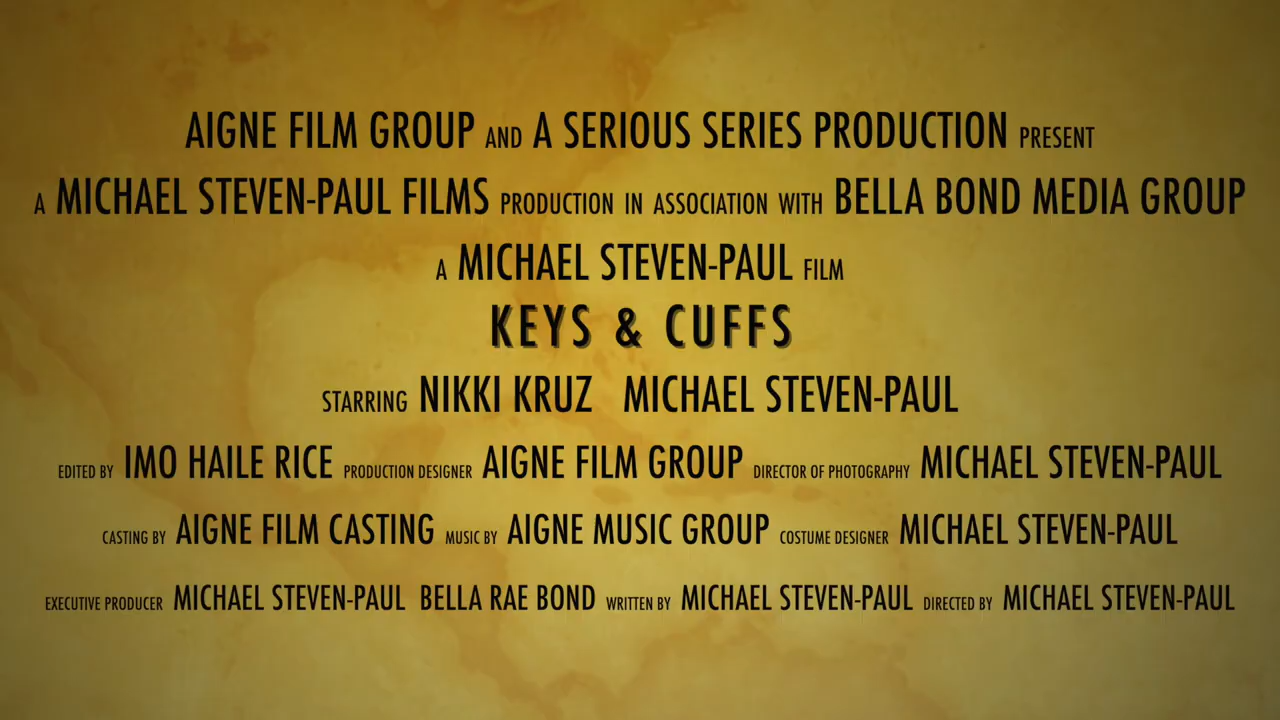 AIGNE FILM GROUP AND A SERIOUS SERIES PRODUCTION PRESENT
A MICHAEL STEVEN-PAUL FILMS PRODUCTION IN ASSOCIATION WITH BELLA BOND MEDIA GROUP
A MICHAEL STEVEN-PAUL FILM
KEYS & CUFFS
STARRING NIKKI KRUZ MICHAEL STEVEN-PAUL
EDITED BY IMO HAILE RICE PRODUCTION DESIGNER AIGNE FILM GROUP DIRECTOR OF PHOTOGRAPHY MICHAEL STEVEN-PAUL
CASTING BY AIGNE FILM CASTING MUSIC BY AIGNE MUSIC GROUP COSTUME DESIGNER MICHAEL STEVEN-PAUL
EXECUTIVE PRODUCER MICHAEL STEVEN-PAUL BELLA RAE BOND WRITTEN BY MICHAEL STEVEN-PAUL DIRECTED BY MICHAEL STEVEN-PAUL